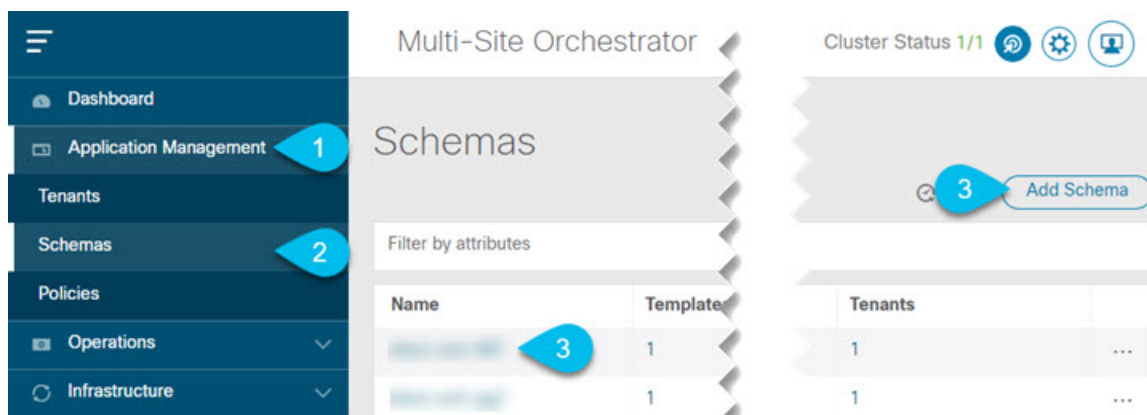 Multi-Site Orchestrator
Cluster Status 1/1
Dashboard
Application Management
1
Tenants
Schemas
2
Policies
Operations
Infrastructure
Schemas
3
Add Schema
Filter by attributes
Name
Tenants
3
1
1
...
1
1
...